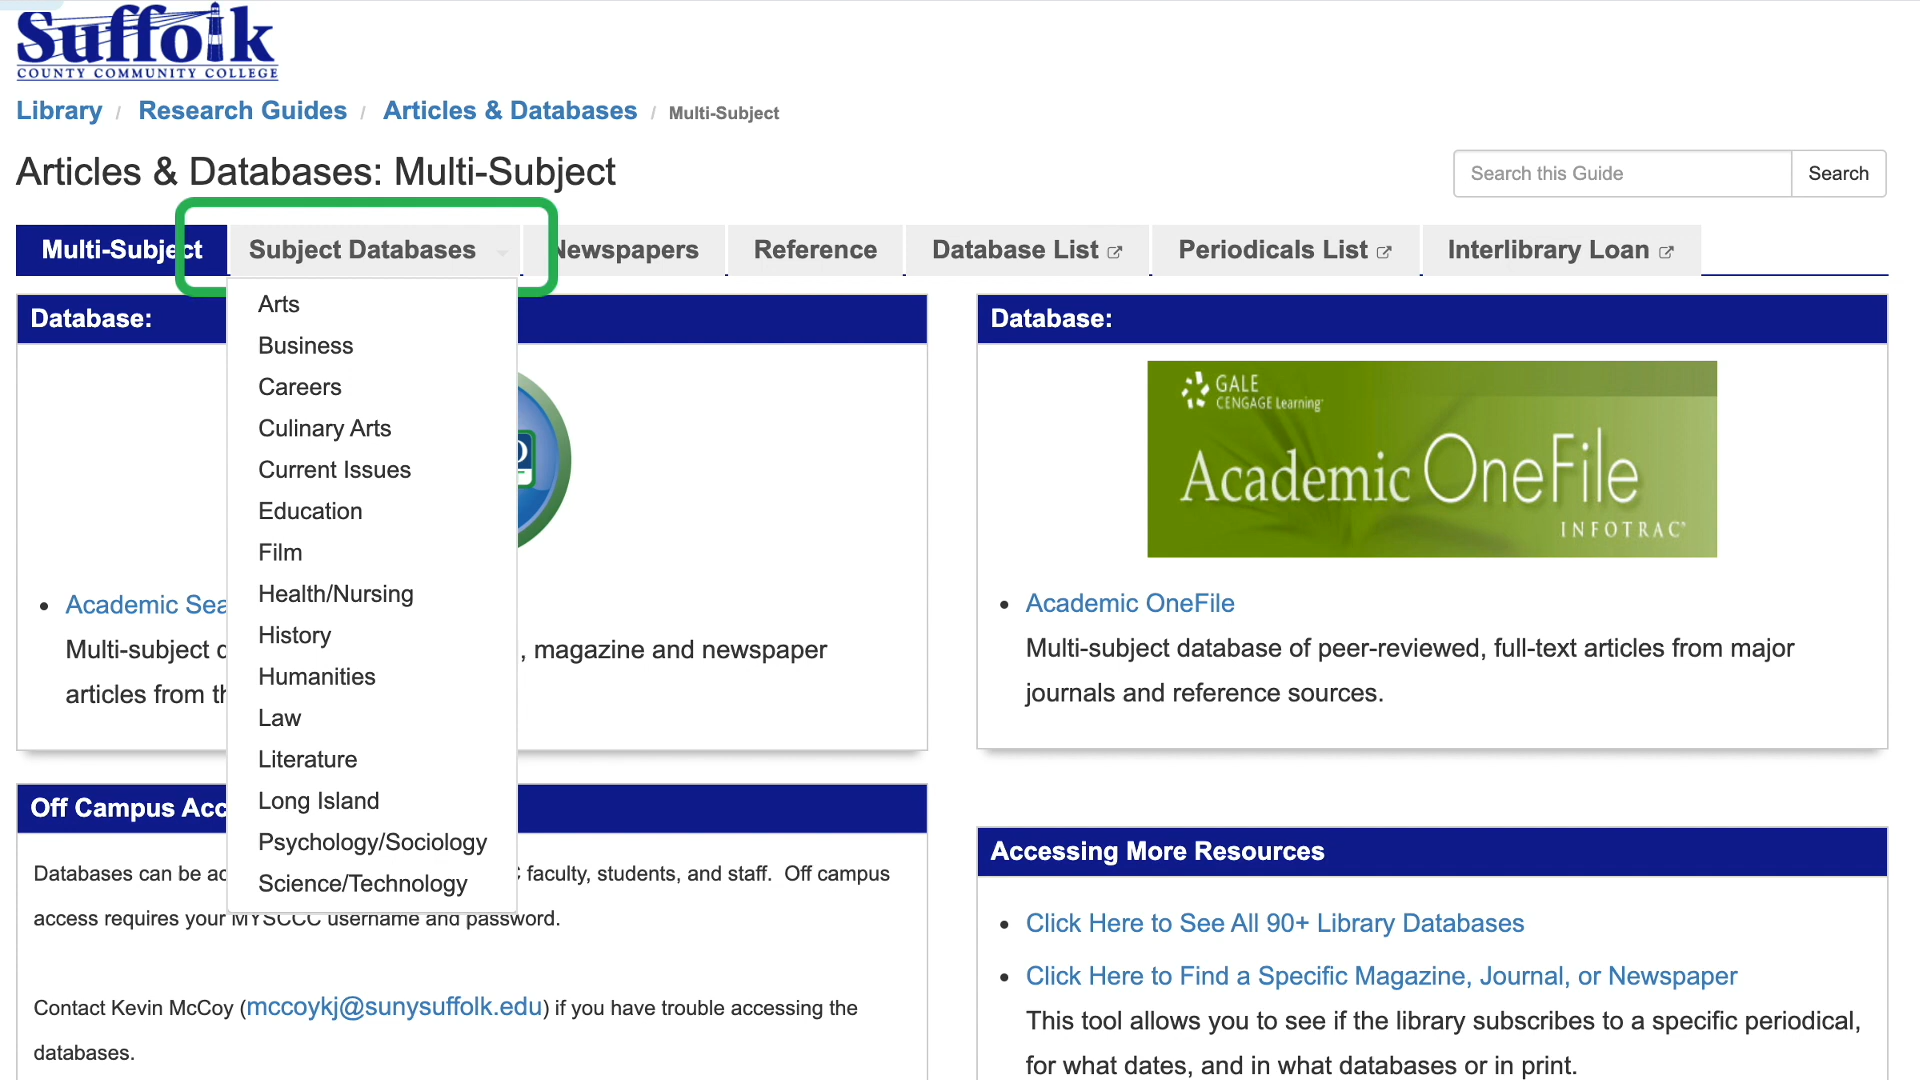 Suffolk
COUNTY COMMUNITY COLLEGE
Library / Research Guides / Articles & Databases / Multi-Subject
Articles & Databases: Multi-Subject
Search this Guide Search
Multi-Subject Subject Databases Newspapers Reference Database List Periodicals List Interlibrary Loan
Arts
Business
Careers
Culinary Arts
Current Issues
Education
Film
Health/Nursing
History
Humanities
Law
Literature
Long Island
Psychology/Sociology
Science/Technology
Database:
Academic
Multi-subject , magazine and newspaper
articles from
Off Campus
Databases can be faculty, students, and staff. Off campus
access requires your MYSCCC username and password.
Contact Kevin McCoy (mccoykj@sunysuffolk.edu) if you have trouble accessing the
databases.
Database:
GALE
CENGAGE Learning
Academic OneFile
INFOTRAC
Academic OneFile
Multi-subject database of peer-reviewed, full-text articles from major
journals and reference sources.
Accessing More Resources
Click Here to See All 90+ Library Databases
Click Here to Find a Specific Magazine, Journal, or Newspaper
This tool allows you to see if the library subscribes to a specific periodical,
for what dates, and in what databases or in print.